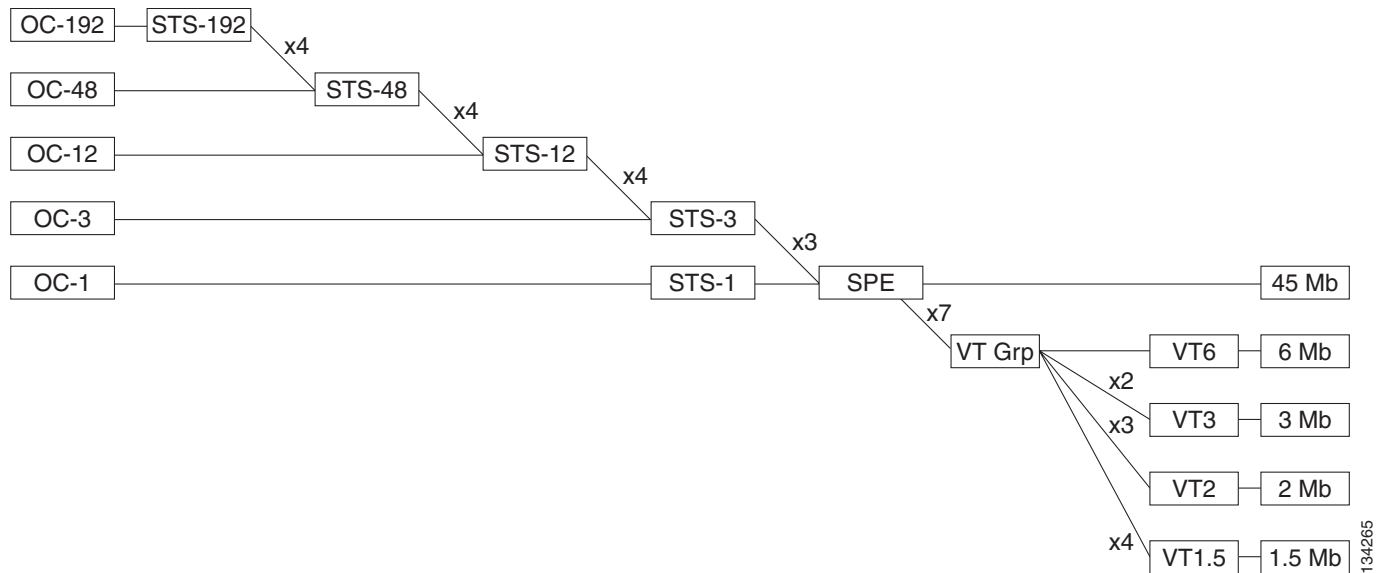 OC-192 STS-192
x4
OC-48 STS-48
x4
OC-12 STS-12
x4
OC-3 STS-3
x3
OC-1 STS-1 SPE 45 Mb
x7
VT Grp VT6 6 Mb
x2
VT3 3 Mb
x3
VT2 2 Mb
x4
VT1.5 1.5 Mb
134265